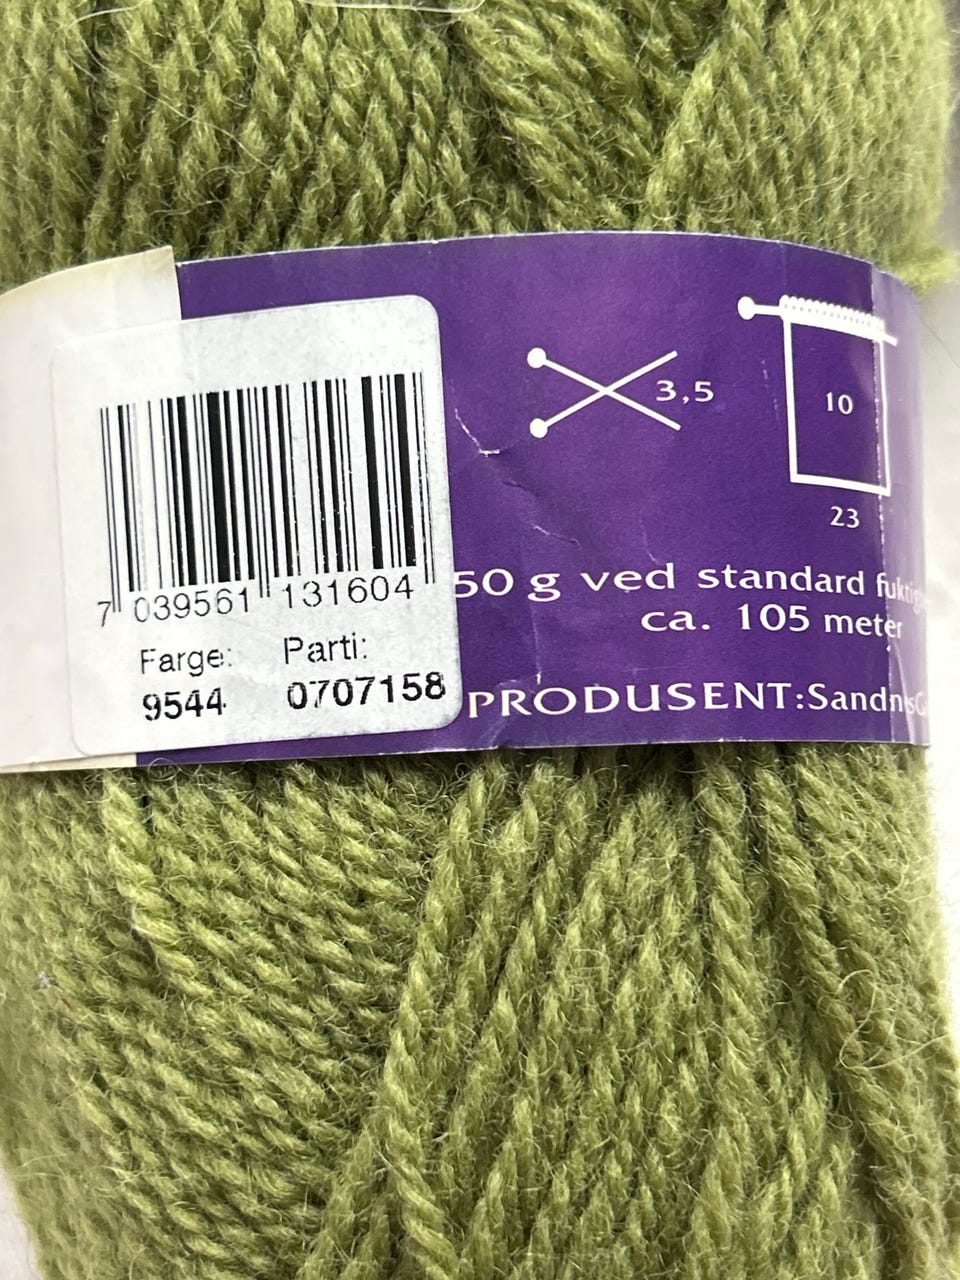 3,5
10
23
50 g ved standard
ca. 105 meter
PRODUSENT:
7 039561 131604
Farge: Parti:
9544 0707158